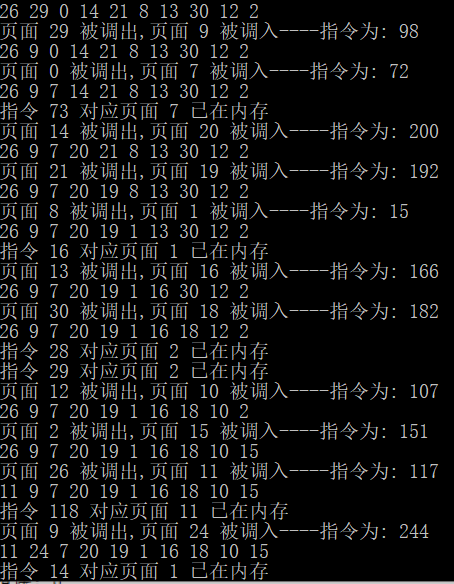 26 29 0 14 21 8 13 30 12 2
页面 29 被调出,页面 9 被调入----指令为: 98
26 9 0 14 21 8 13 30 12 2
页面 0 被调出,页面 7 被调入----指令为: 72
26 9 7 14 21 8 13 30 12 2
指令 73 对应页面 7 已在内存
页面 14 被调出,页面 20 被调入----指令为: 200
26 9 7 20 21 8 13 30 12 2
页面 21 被调出,页面 19 被调入----指令为: 192
26 9 7 20 19 8 13 30 12 2
页面 8 被调出,页面 1 被调入----指令为: 15
26 9 7 20 19 1 13 30 12 2
指令 16 对应页面 1 已在内存
页面 13 被调出,页面 16 被调入----指令为: 166
26 9 7 20 19 1 16 30 12 2
页面 30 被调出,页面 18 被调入----指令为: 182
26 9 7 20 19 1 16 18 12 2
指令 28 对应页面 2 已在内存
指令 29 对应页面 2 已在内存
页面 12 被调出,页面 10 被调入----指令为: 107
26 9 7 20 19 1 16 18 10 2
页面 2 被调出,页面 15 被调入----指令为: 151
26 9 7 20 19 1 16 18 10 15
页面 26 被调出,页面 11 被调入----指令为: 117
11 9 7 20 19 1 16 18 10 15
指令 118 对应页面 11 已在内存
页面 9 被调出,页面 24 被调入----指令为: 244
11 24 7 20 19 1 16 18 10 15
指令 14 对应页面 1 已在内存